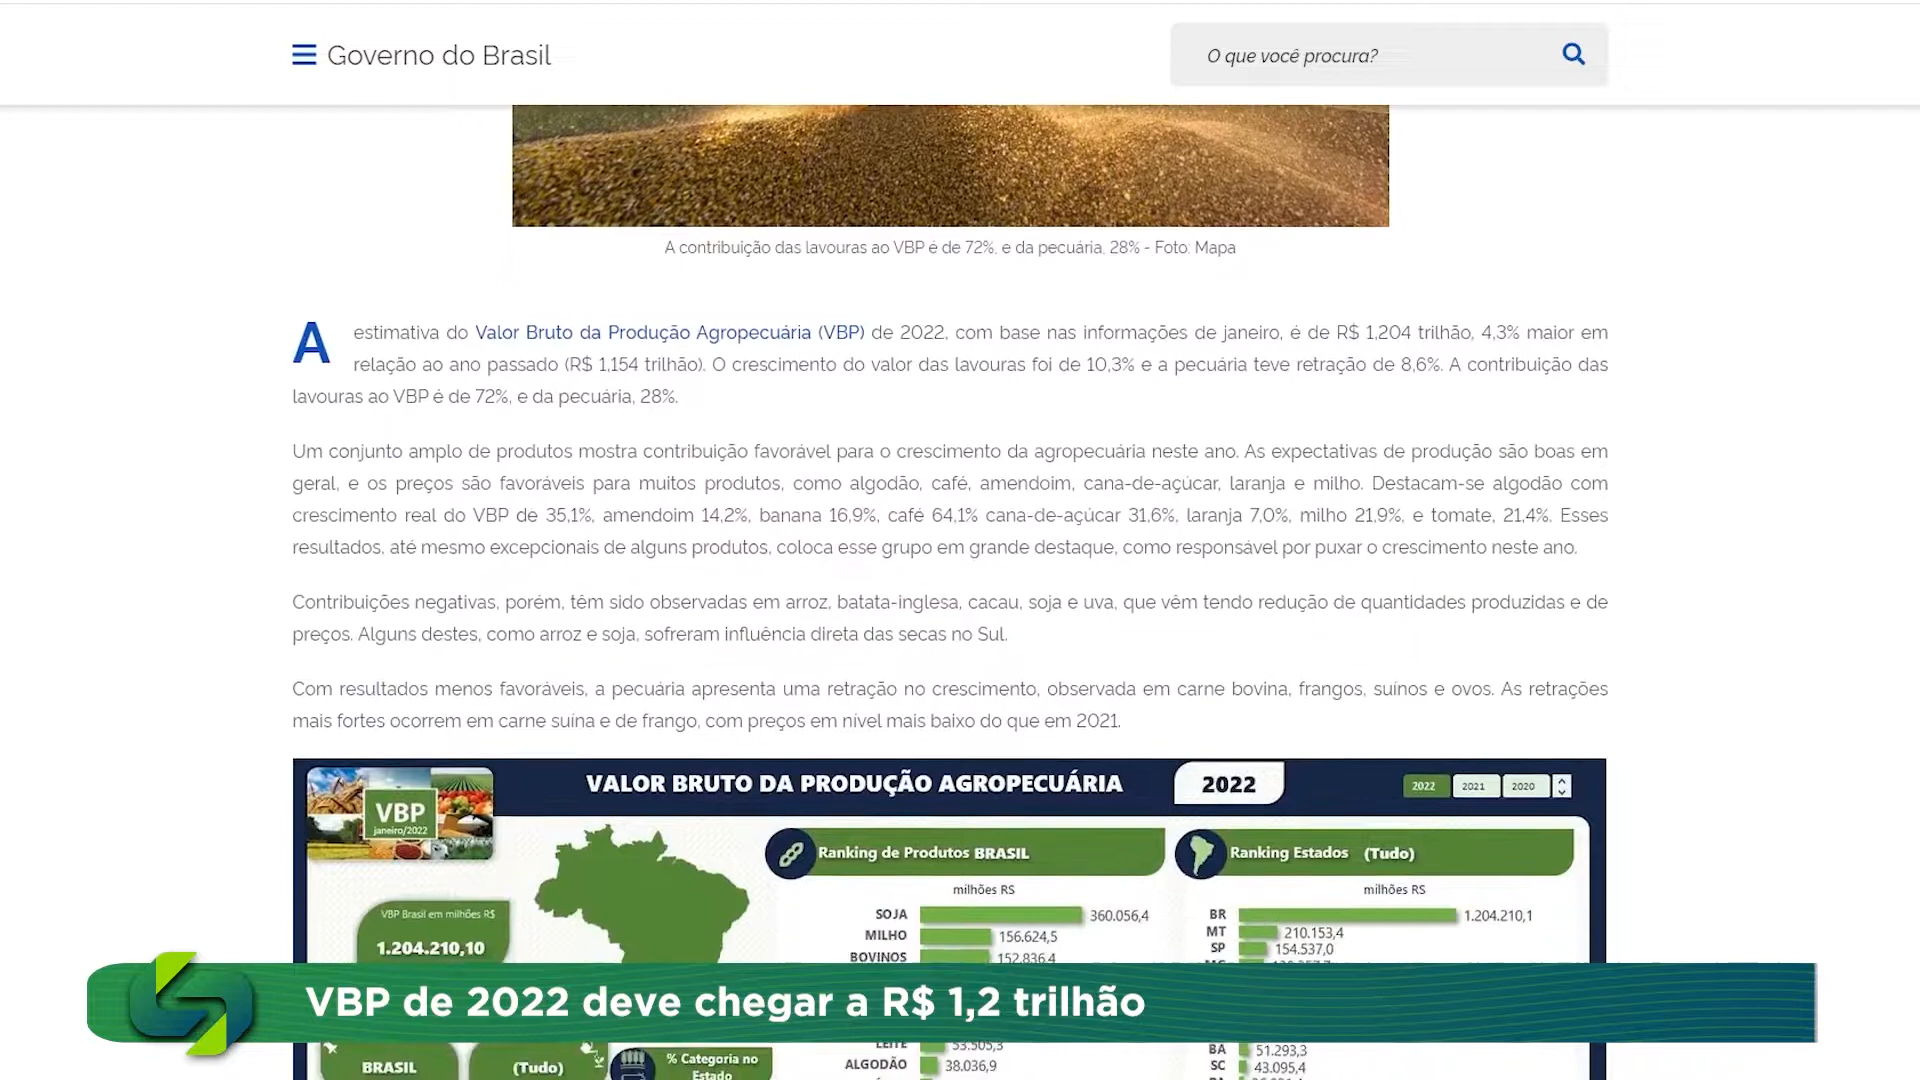 Governo do Brasil
O que você procura?
A contribuição das lavouras ao VBP é de 72%, e da pecuária, 28% - Foto: Mapa
A estimativa do Valor Bruto da Produção Agropecuária (VBP) de 2022, com base nas informações de janeiro, é de R$ 1,204 trilhão, 4,3% maior em
relação ao ano passado (R$ 1,154 trilhão). O crescimento do valor das lavouras foi de 10,3% e a pecuária teve retração de 8,6%. A contribuição das
lavouras ao VBP é de 72%, e da pecuária, 28%.
Um conjunto amplo de produtos mostra contribuição favorável para o crescimento da agropecuária neste ano. As expectativas de produção são boas em
geral, e os preços são favoráveis para muitos produtos, como algodão, café, amendoim, cana-de-açúcar, laranja e milho. Destacam-se algodão com
crescimento real do VBP de 35,1%, amendoim 14,2%, banana 16,9%, café 64,1% cana-de-açúcar 31,6%, laranja 7,0%, milho 21,9%, e tomate, 21,4%. Esses
resultados, até mesmo excepcionais de alguns produtos, coloca esse grupo em grande destaque, como responsável por puxar o crescimento neste ano.
Contribuições negativas, porém, têm sido observadas em arroz, batata-inglesa, cacau, soja e uva, que vêm tendo redução de quantidades produzidas e de
preços. Alguns destes, como arroz e soja, sofreram influência direta das secas no Sul.
Com resultados menos favoráveis, a pecuária apresenta uma retração no crescimento, observada em carne bovina, frangos, suínos e ovos. As retrações
mais fortes ocorrem em carne suína e de frango, com preços em nível mais baixo do que em 2021.
VBP
janeiro/2022
VALOR BRUTO DA PRODUÇÃO AGROPECUÁRIA
2022
2022 2021 2020
Ranking de Produtos BRASIL
Ranking Estados (Tudo)
milhões R$
milhões R$
VBP Brasil em milhões R$
1.204.210,10
SOJA 360.056,4
MILHO 156.624,5
BOVINOS 152.836,4
BR 1.204.210,1
MT 210.153,4
SP 154.537,0
VBP de 2022 deve chegar a R$ 1,2 trilhão
LEITE 53.505,3
ALGODÃO 38.036,9
BA 51.293,3
SC 43.095,4
BRASIL
(Tudo)
% Categoria no
Estado